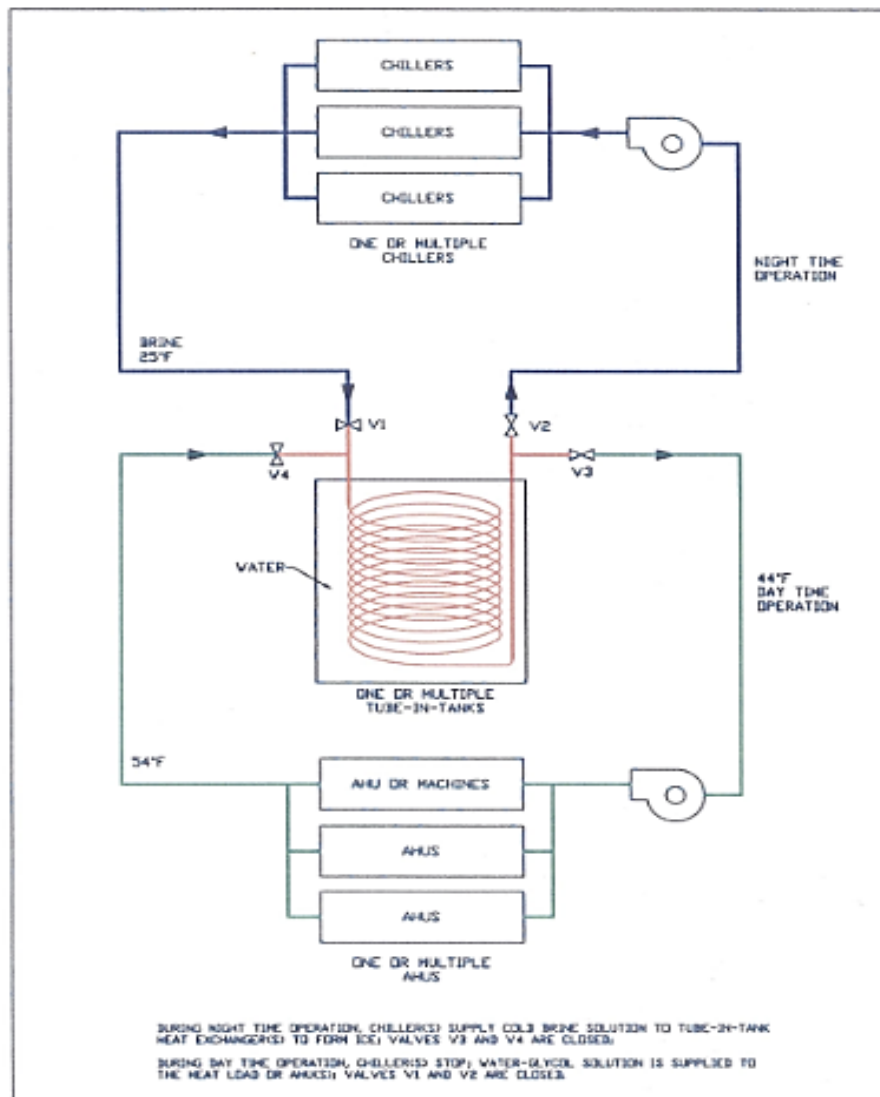 CHILLERS
CHILLERS
CHILLERS
ONE OR MULTIPLE
CHILLERS
NIGHT TIME
OPERATION
BRINE
25°F
V1
V2
V4
V3
WATER
44°F
DAY TIME
OPERATION
ONE OR MULTIPLE
TUBE-IN-TANKS
54°F
AHU OR MACHINES
AHUS
AHUS
ONE OR MULTIPLE
AHUS
DURING NIGHT TIME OPERATION, CHILLER(S) SUPPLY COLD BRINE SOLUTION TO TUBE-IN-TANK
HEAT EXCHANGER(S) TO FORM ICE; VALVES V3 AND V4 ARE CLOSED.
DURING DAY TIME OPERATION, CHILLER(S) STOP; WATER-GLYCOL SOLUTION IS SUPPLIED TO
THE HEAT LOAD OR AHU(S); VALVES V1 AND V2 ARE CLOSED.